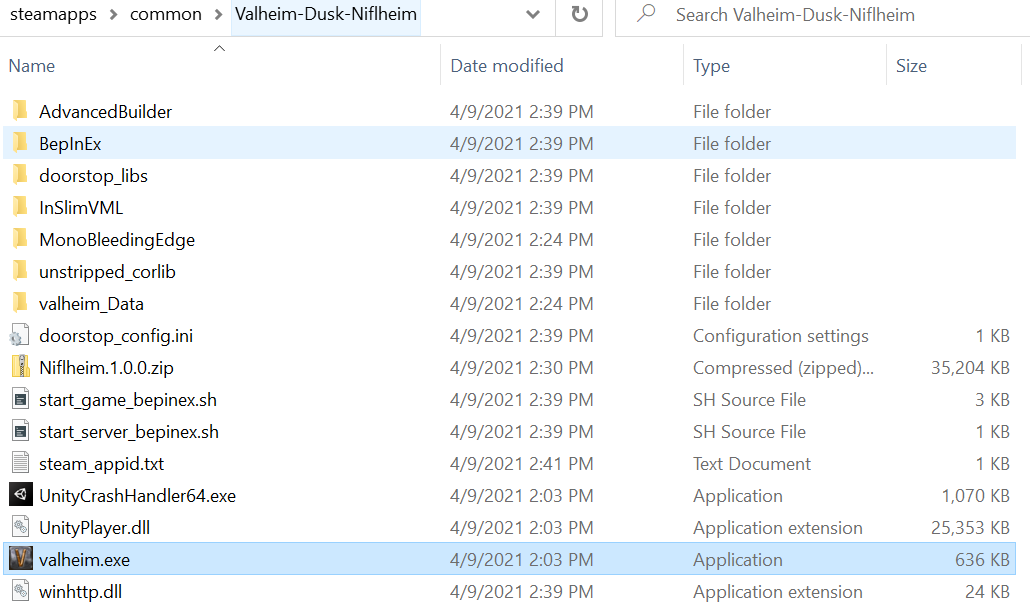 steamapps > common > Valheim-Dusk-Niflheim Search Valheim-Dusk-Niflheim
Name Date modified Type Size
AdvancedBuilder 4/9/2021 2:39 PM File folder
BepInEx 4/9/2021 2:39 PM File folder
doorstop_libs 4/9/2021 2:39 PM File folder
InSlimVML 4/9/2021 2:39 PM File folder
MonoBleedingEdge 4/9/2021 2:24 PM File folder
unstripped_corlib 4/9/2021 2:39 PM File folder
valheim_Data 4/9/2021 2:24 PM File folder
doorstop_config.ini 4/9/2021 2:39 PM Configuration settings 1 KB
Niflheim.1.0.0.zip 4/9/2021 2:30 PM Compressed (zipped)... 35,204 KB
start_game_bepinex.sh 4/9/2021 2:39 PM SH Source File 3 KB
start_server_bepinex.sh 4/9/2021 2:39 PM SH Source File 1 KB
steam_appid.txt 4/9/2021 2:41 PM Text Document 1 KB
UnityCrashHandler64.exe 4/9/2021 2:03 PM Application 1,070 KB
UnityPlayer.dll 4/9/2021 2:03 PM Application extension 25,353 KB
valheim.exe 4/9/2021 2:03 PM Application 636 KB
winhttp.dll 4/9/2021 2:39 PM Application extension 24 KB